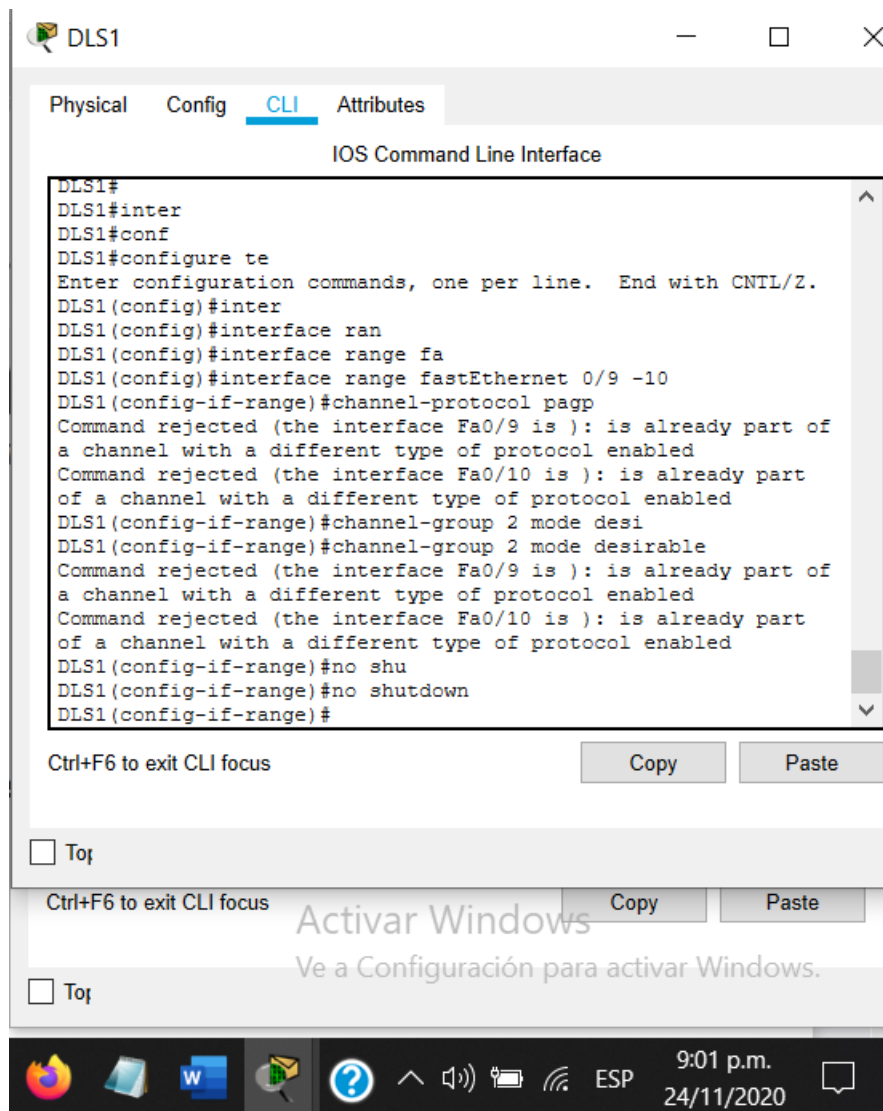 DLS1
Physical Config CLI Attributes
IOS Command Line Interface
DLS1#
DLS1#inter
DLS1#conf
DLS1#configure te
Enter configuration commands, one per line.  End with CNTL/Z.
DLS1(config)#inter
DLS1(config)#interface ran
DLS1(config)#interface range fa
DLS1(config)#interface range fastEthernet 0/9 -10
DLS1(config-if-range)#channel-protocol pagp
Command rejected (the interface Fa0/9 is ): is already part of
a channel with a different type of protocol enabled
Command rejected (the interface Fa0/10 is ): is already part
of a channel with a different type of protocol enabled
DLS1(config-if-range)#channel-group 2 mode desi
DLS1(config-if-range)#channel-group 2 mode desirable
Command rejected (the interface Fa0/9 is ): is already part of
a channel with a different type of protocol enabled
Command rejected (the interface Fa0/10 is ): is already part
of a channel with a different type of protocol enabled
DLS1(config-if-range)#no shu
DLS1(config-if-range)#no shutdown
DLS1(config-if-range)#
Ctrl+F6 to exit CLI focus Copy Paste
Top
Ctrl+F6 to exit CLI focus Copy Paste
Activar Windows
Ve a Configuración para activar Windows.
Top
W ? ESP 9:01 p.m.
24/11/2020